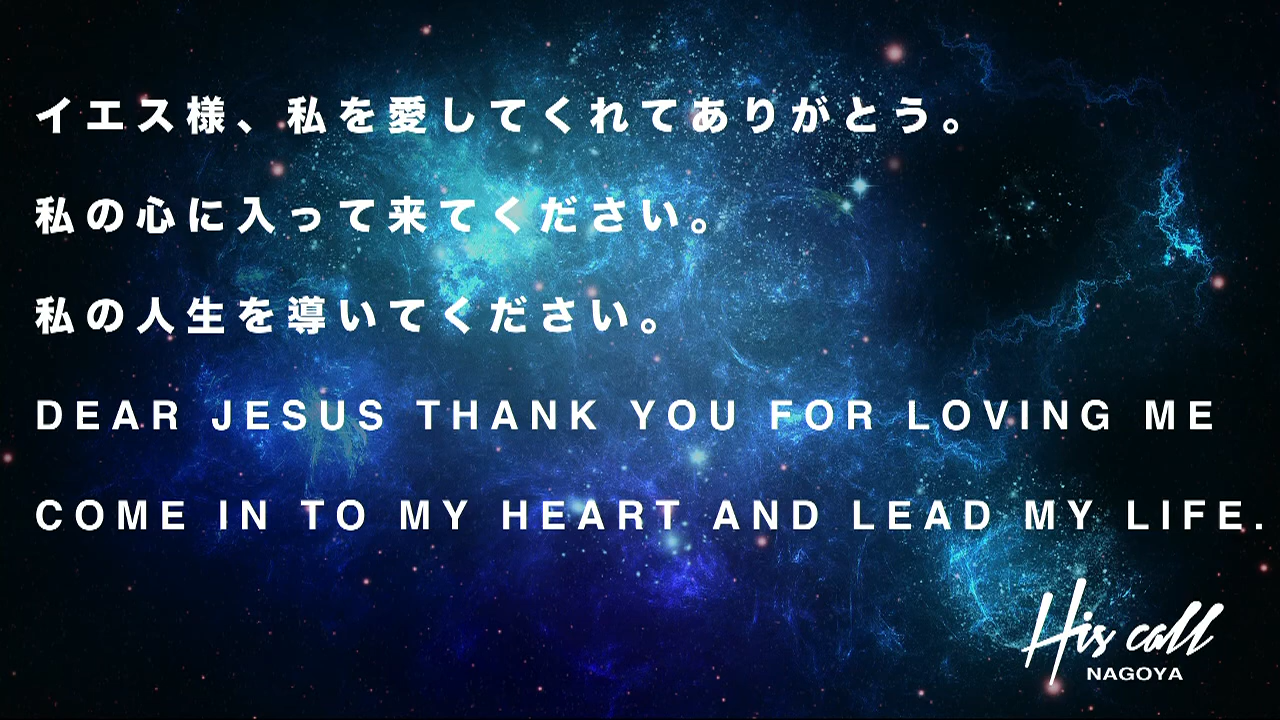 イエス様、私を愛してくれてありがとう。
私の心に入って来てください。
私の人生を導いてください。
DEAR JESUS THANK YOU FOR LOVING ME
COME IN TO MY HEART AND LEAD MY LIFE.
His call
NAGOYA